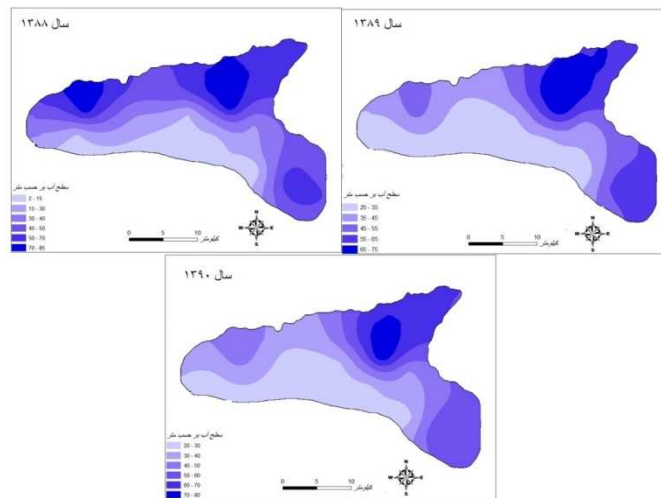 سال ۱۳۸۸
سطح آب بر حسب متر
2 - 15
15 - 30
30 - 40
40 - 50
50 - 70
70 - 85
N
W E
S
0 5 10
کیلومتر
سال ۱۳۸۹
سطح آب بر حسب متر
25 - 35
35 - 45
45 - 55
55 - 65
65 - 75
N
W E
S
0 5 10
کیلومتر
سال ۱۳۹۰
سطح آب بر حسب متر
20 - 30
30 - 40
40 - 50
50 - 60
60 - 70
70 - 80
N
W E
S
0 5 10
کیلومتر